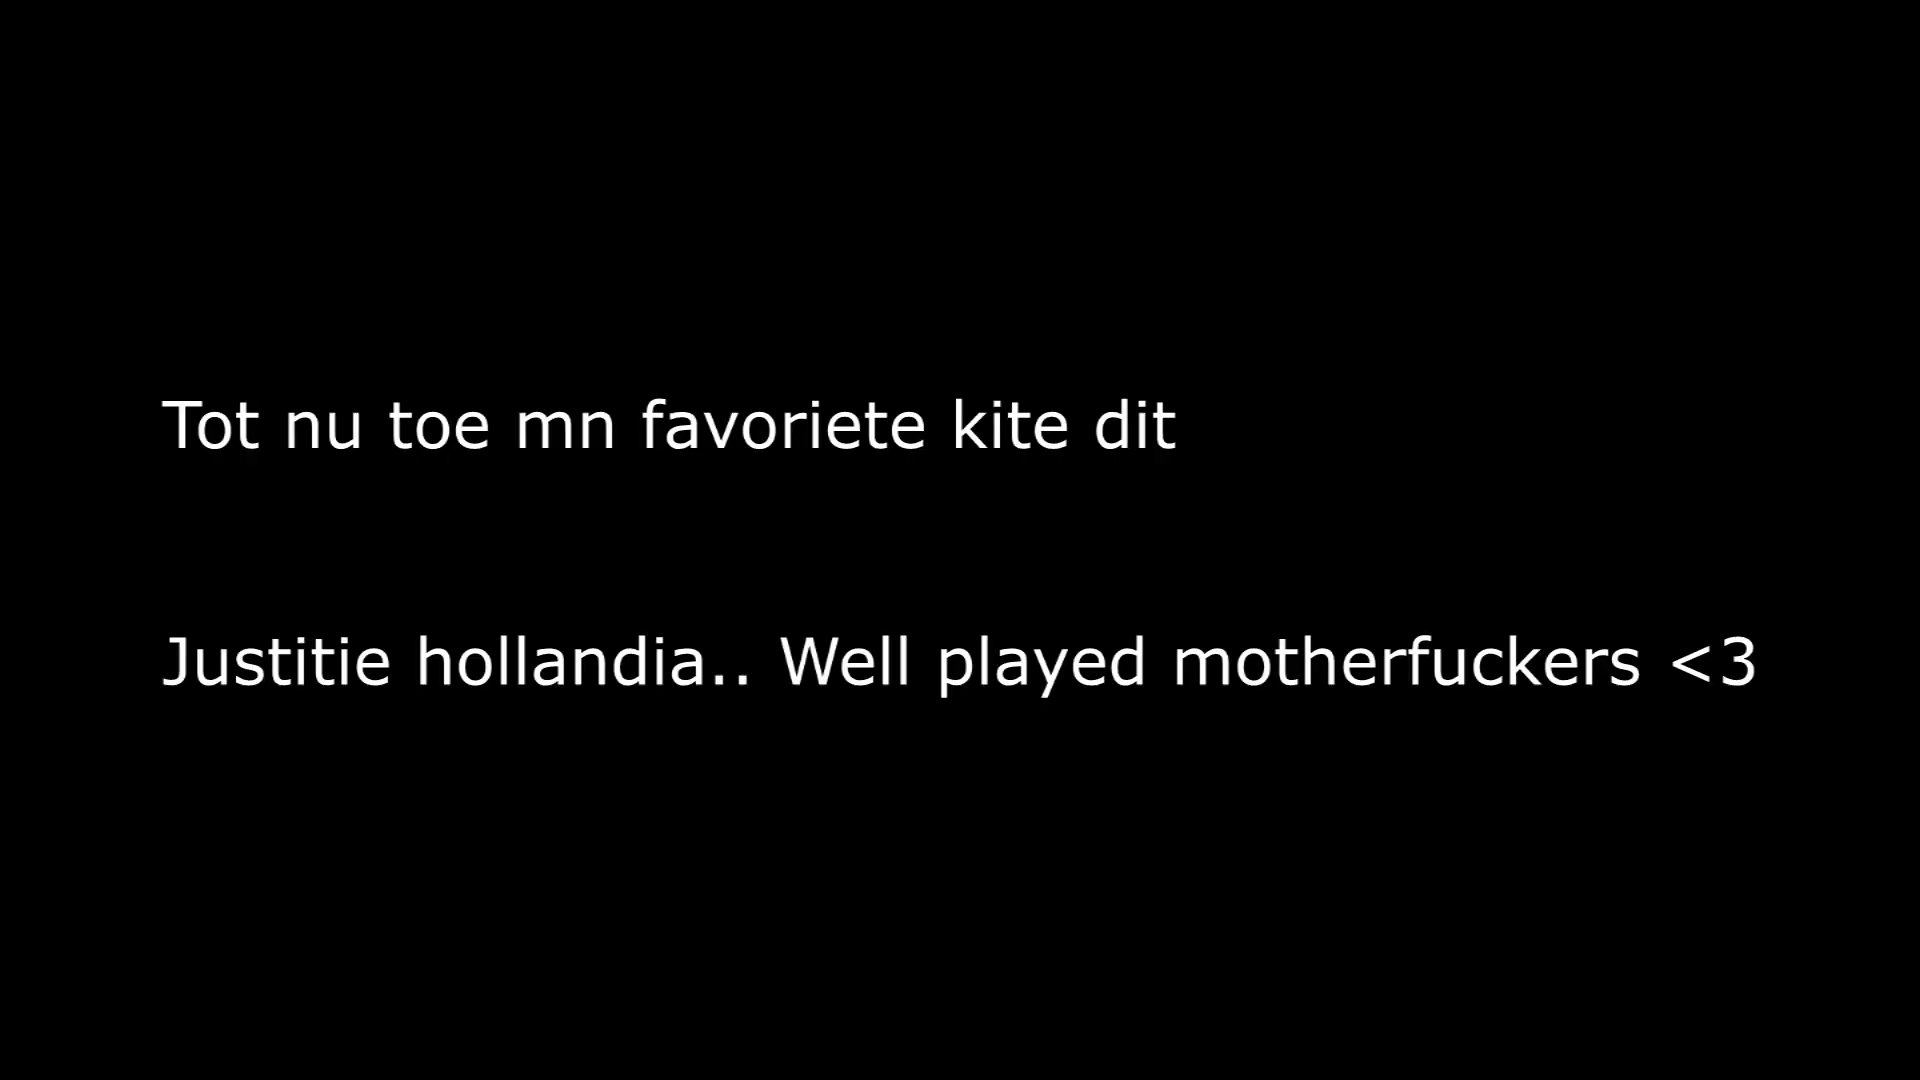 Tot nu toe mn favoriete kite dit
Justitie hollandia.. Well played motherfuckers <3